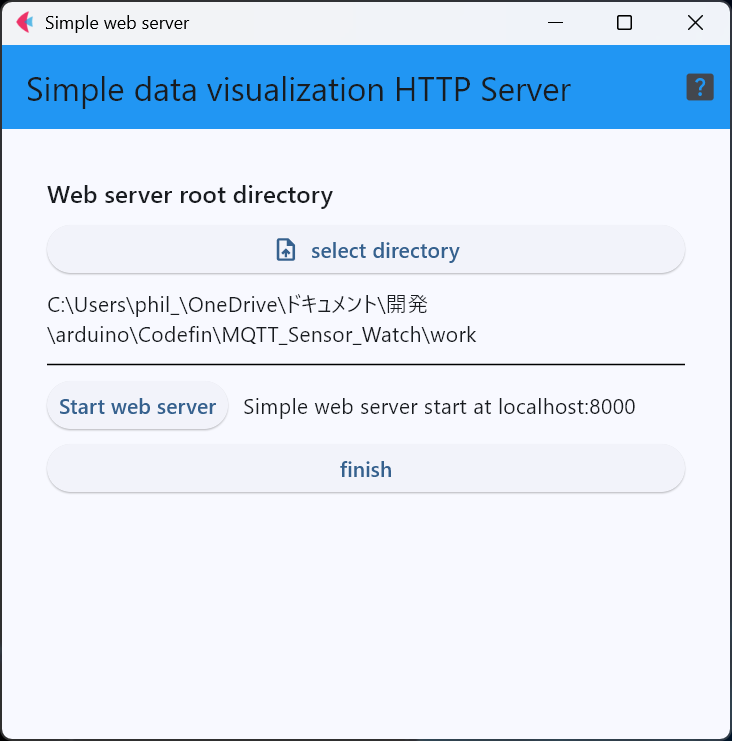 Simple web server
Simple data visualization HTTP Server
?
Web server root directory
select directory
C:\Users\phil_\OneDrive\ドキュメント\開発
\arduino\Codefin\MQTT_Sensor_Watch\work
Start web server Simple web server start at localhost:8000
finish